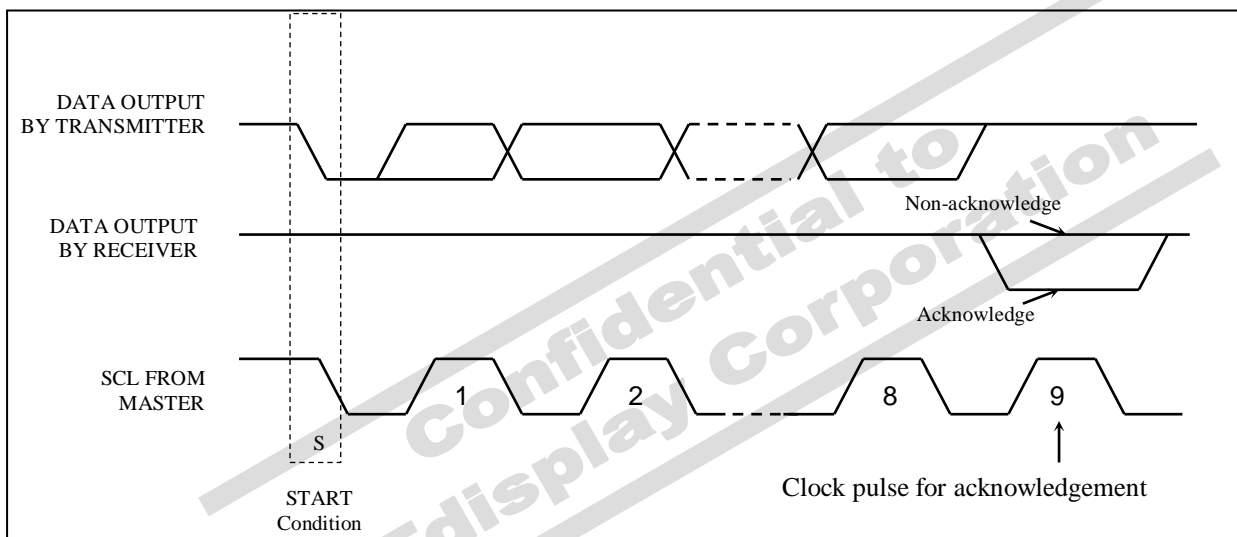 DATA OUTPUT
BY TRANSMITTER
Non-acknowledge
DATA OUTPUT
BY RECEIVER
Acknowledge
SCL FROM
MASTER
1
2
8
9
S
START
Condition
Clock pulse for acknowledgement
Confidential to
display Corporation